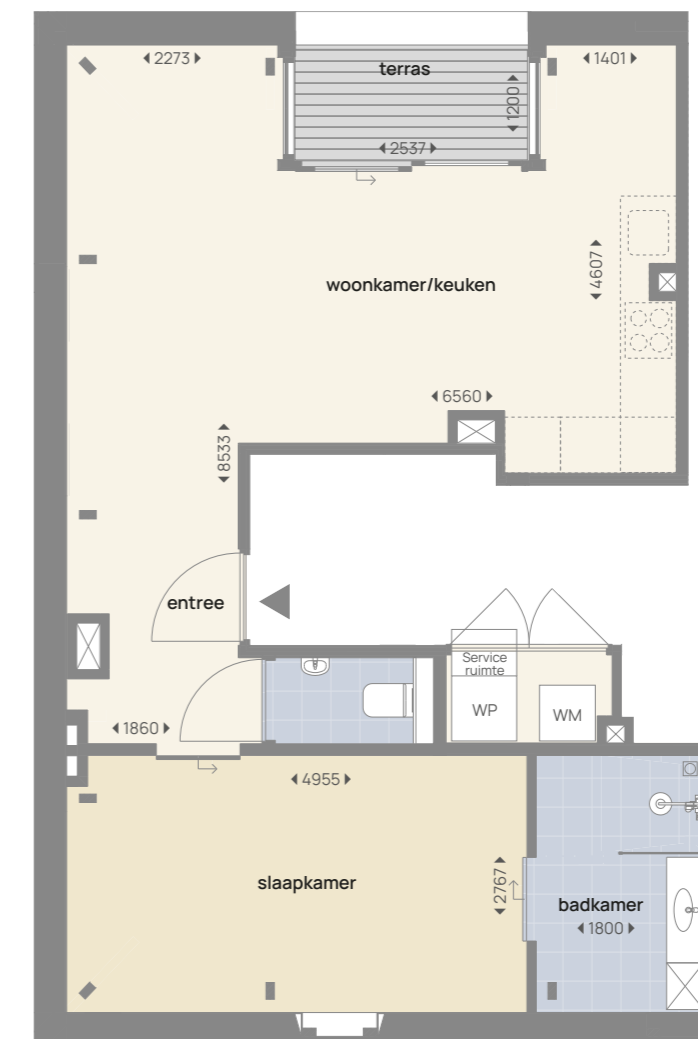 2273
terras
1401
1200
2537
woonkamer/keuken
4607
6560
8533
entree
Service
ruimte
WP
WM
1860
4955
slaapkamer
2767
badkamer
1800